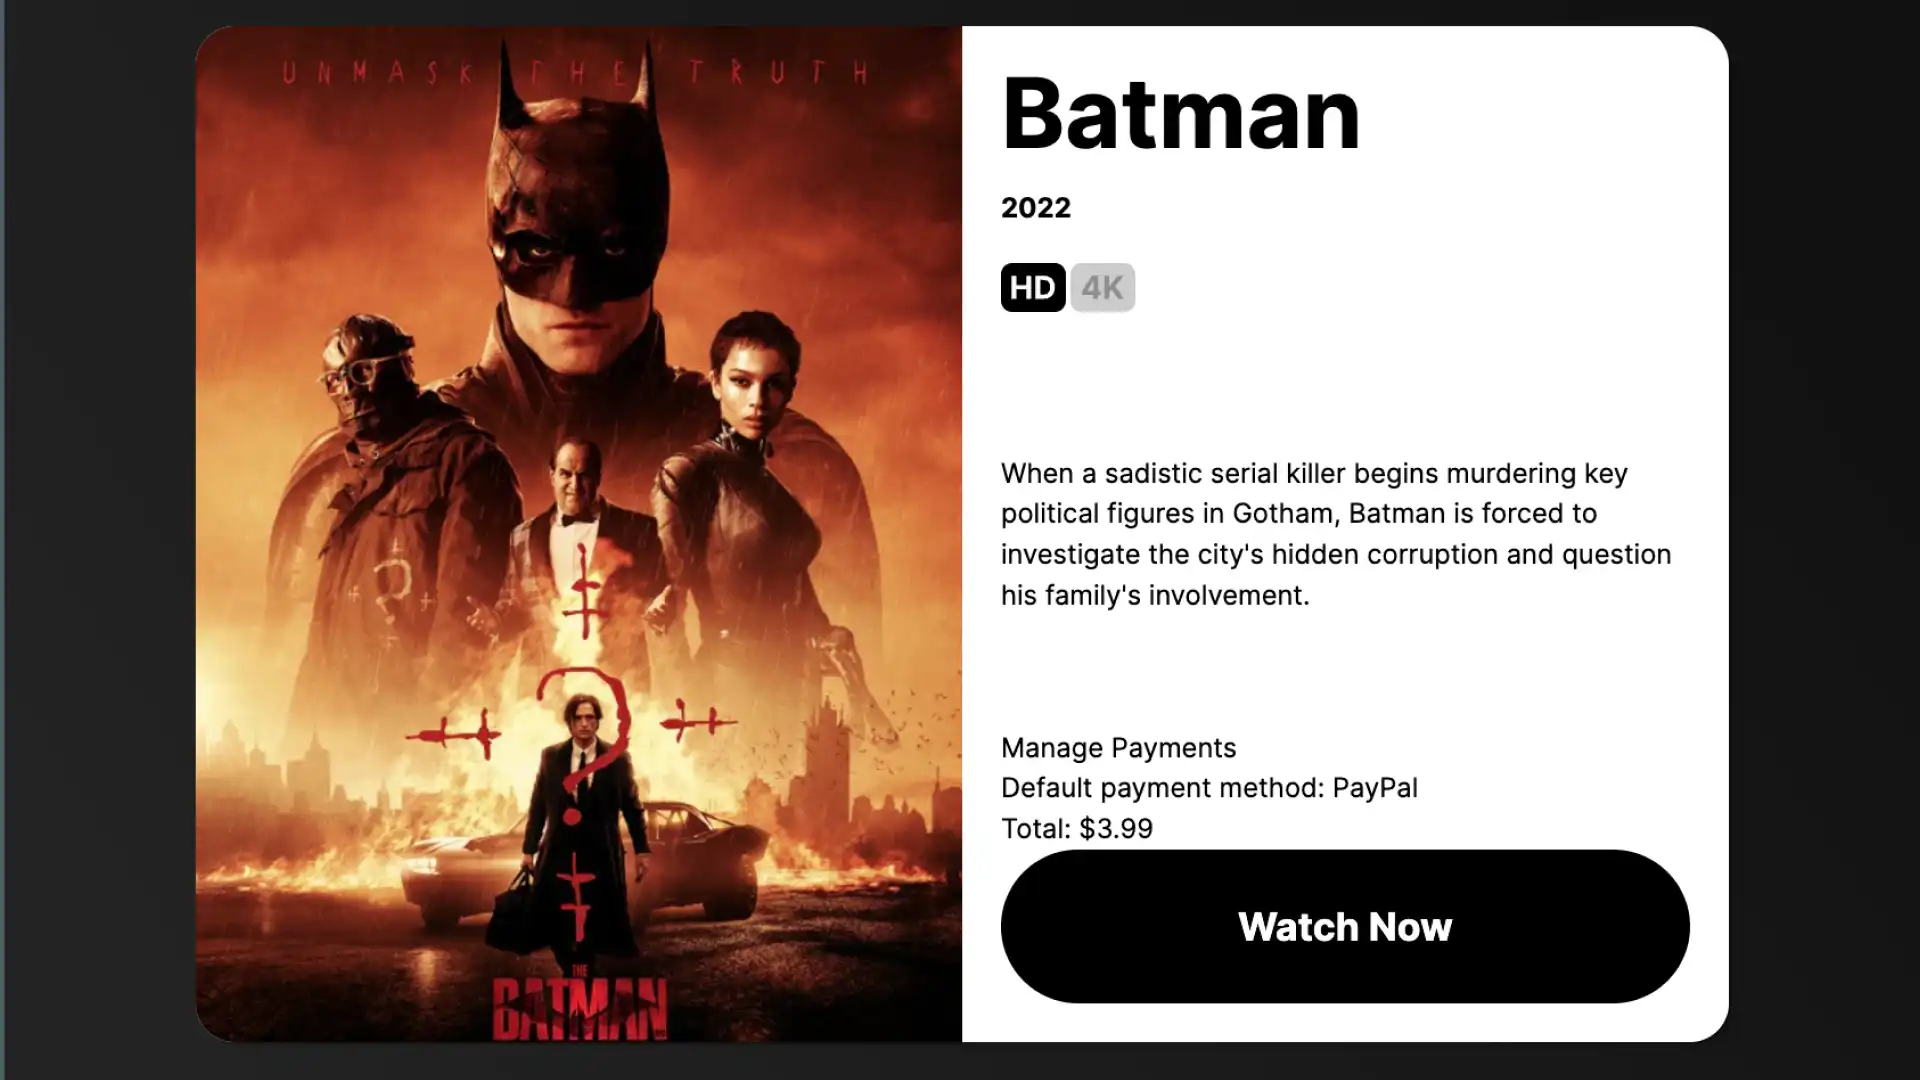 UNMASK THE TRUTH
THE
BATMAN
Batman
2022
HD 4K
When a sadistic serial killer begins murdering key
political figures in Gotham, Batman is forced to
investigate the city's hidden corruption and question
his family's involvement.
Manage Payments
Default payment method: PayPal
Total: $3.99
Watch Now